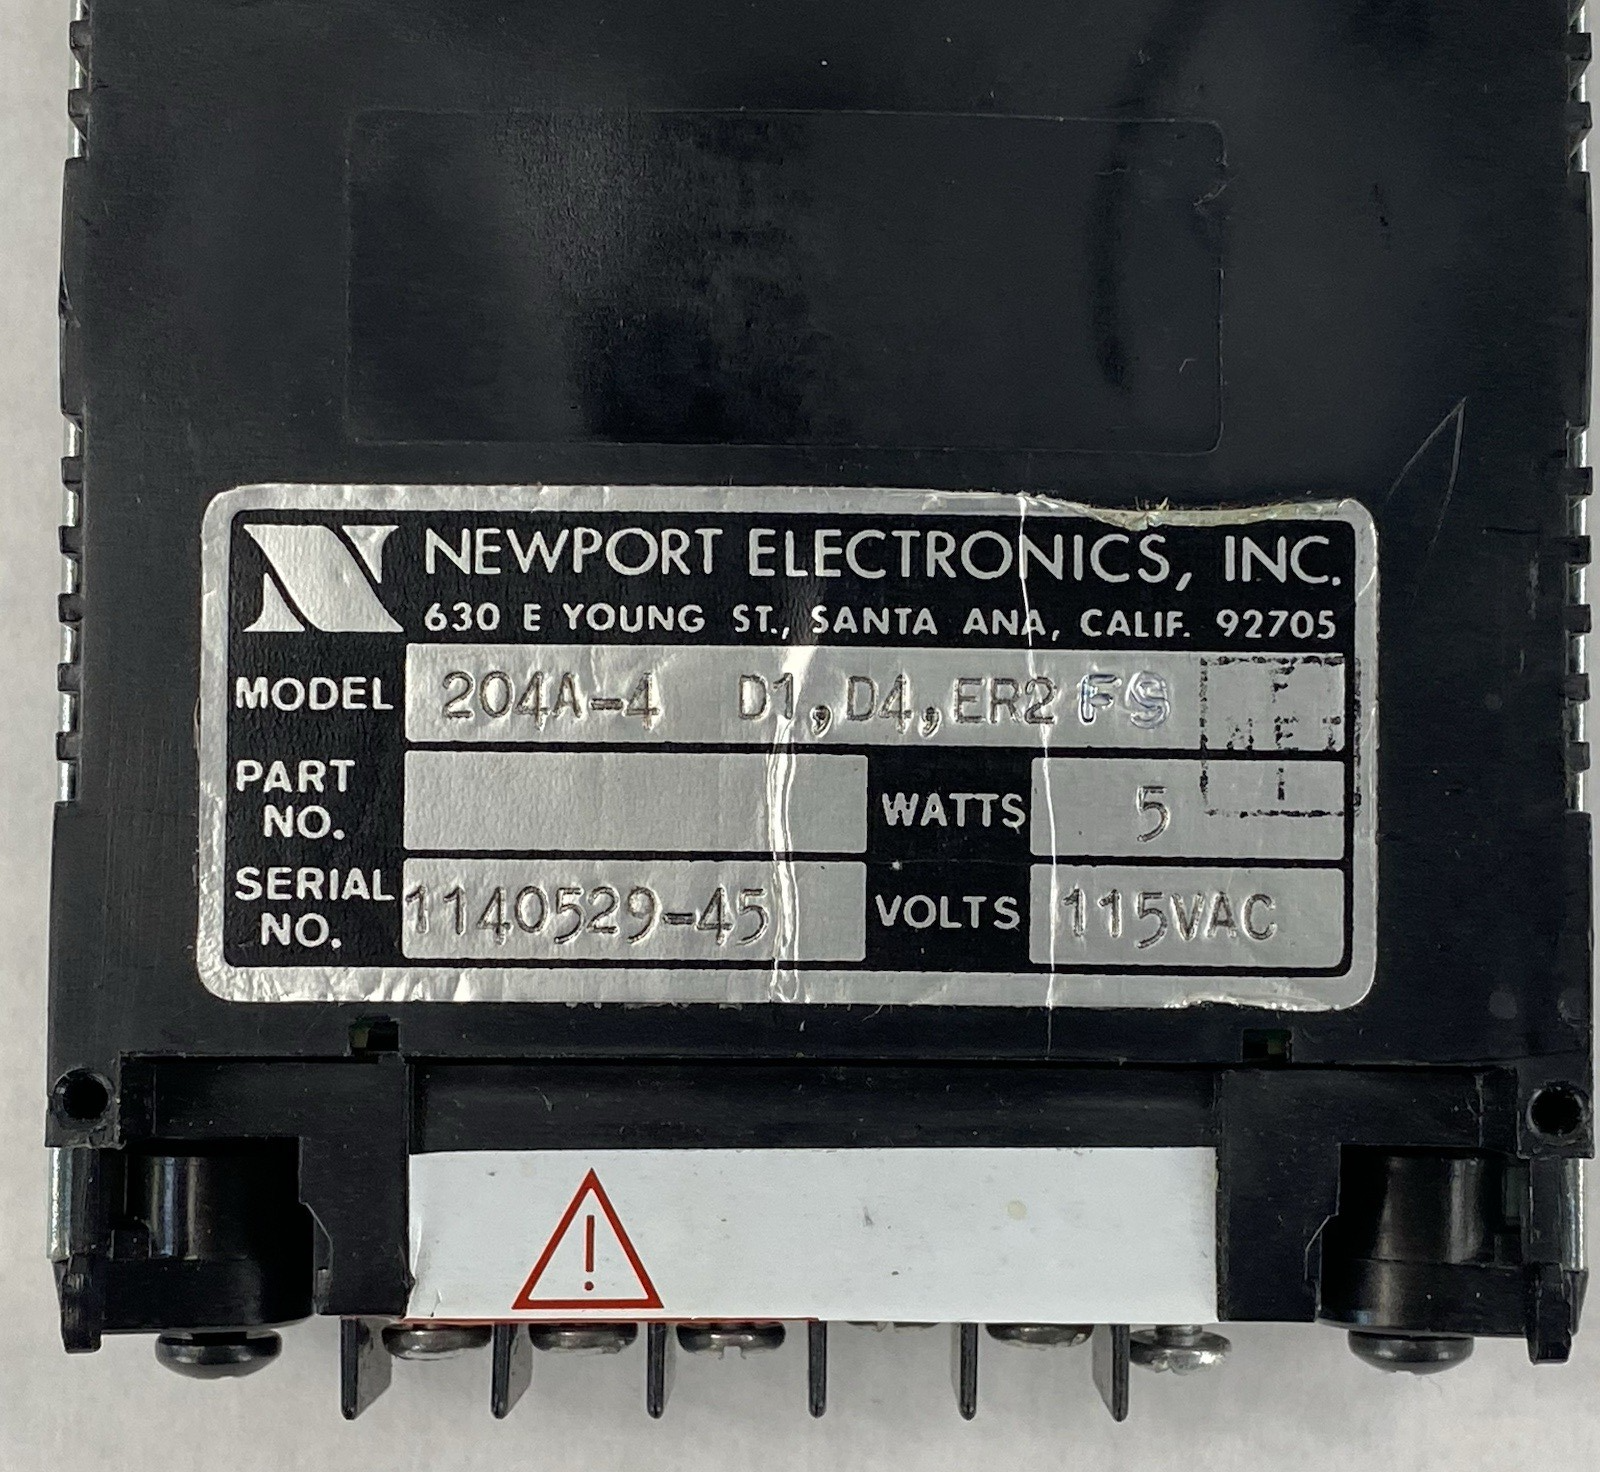 NEWPORT ELECTRONICS, INC.
630 E YOUNG ST., SANTA ANA, CALIF. 92705
MODEL 204A-4 D1,D4,ER2 FS
PART NO.
WATTS 5
SERIAL NO. 1140529-45
VOLTS 115VAC